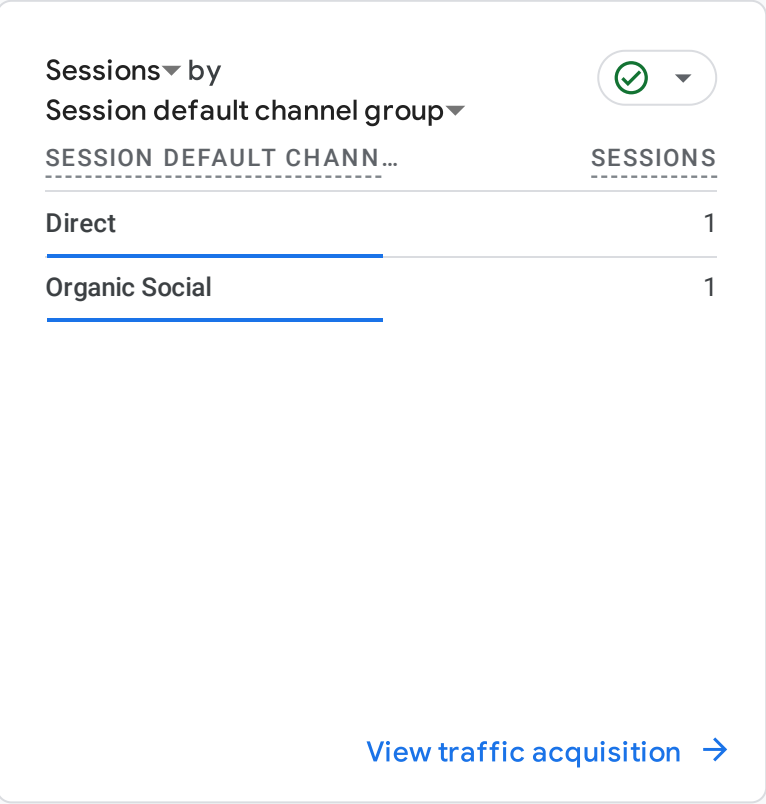 Sessions by
Session default channel group
SESSION DEFAULT CHANN… SESSIONS
Direct 1
Organic Social 1
View traffic acquisition